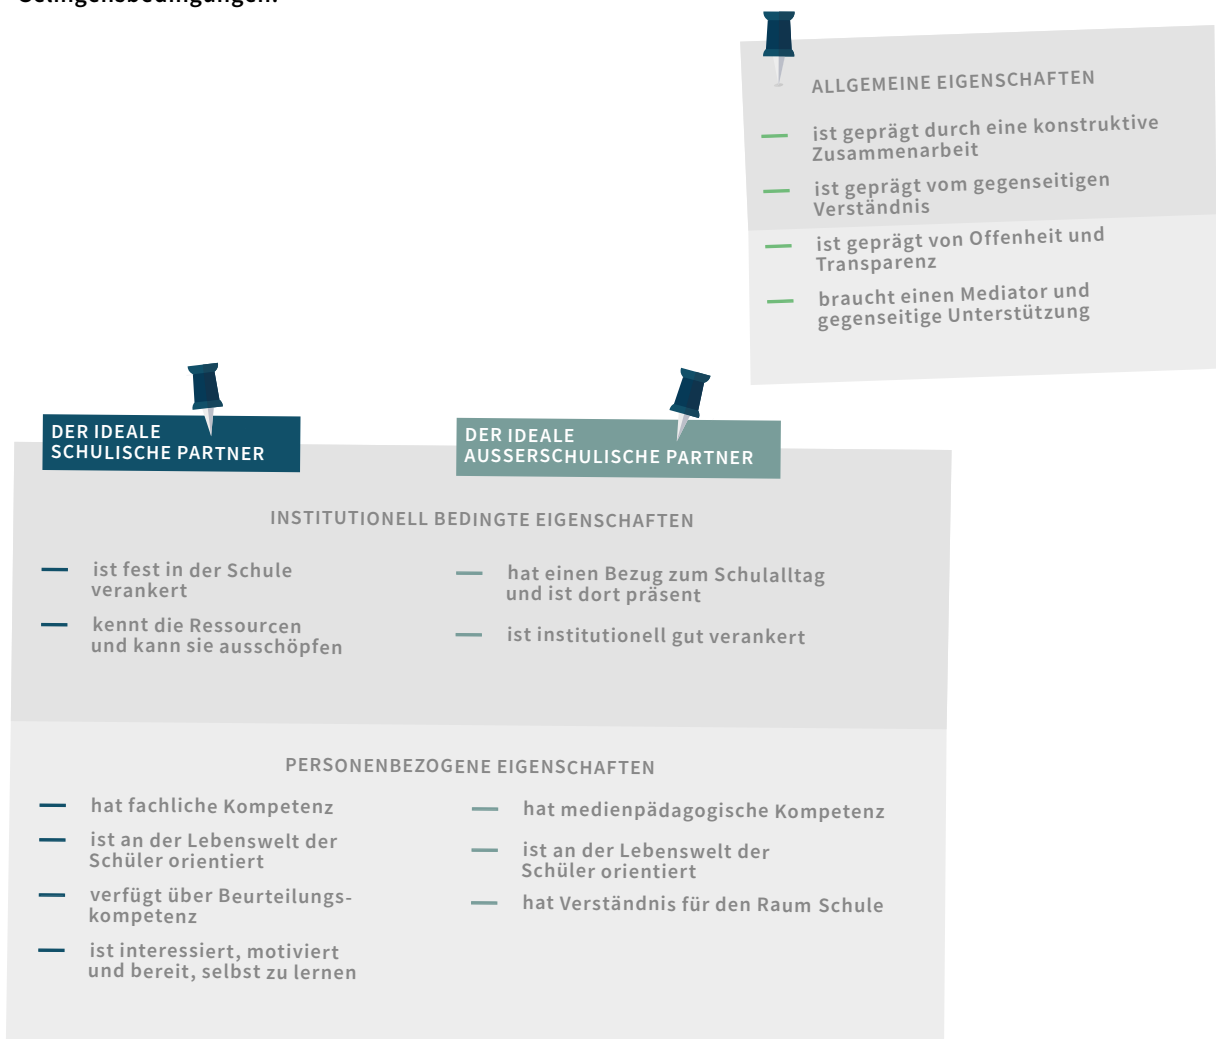 Gelingensbedingungen:
ALLGEMEINE EIGENSCHAFTEN
— ist geprägt durch eine konstruktive
Zusammenarbeit
— ist geprägt vom gegenseitigen
Verständnis
— ist geprägt von Offenheit und
Transparenz
— braucht einen Mediator und
gegenseitige Unterstützung
DER IDEALE
SCHULISCHE PARTNER
DER IDEALE
AUSSERSCHULISCHE PARTNER
INSTITUTIONELL BEDINGTE EIGENSCHAFTEN
— ist fest in der Schule
verankert
— kennt die Ressourcen
und kann sie ausschöpfen
— hat einen Bezug zum Schulalltag
und ist dort präsent
— ist institutionell gut verankert
PERSONENBEZOGENE EIGENSCHAFTEN
— hat fachliche Kompetenz
— ist an der Lebenswelt der
Schüler orientiert
— verfügt über Beurteilungs-
kompetenz
— ist interessiert, motiviert
und bereit, selbst zu lernen
— hat medienpädagogische Kompetenz
— ist an der Lebenswelt der
Schüler orientiert
— hat Verständnis für den Raum Schule